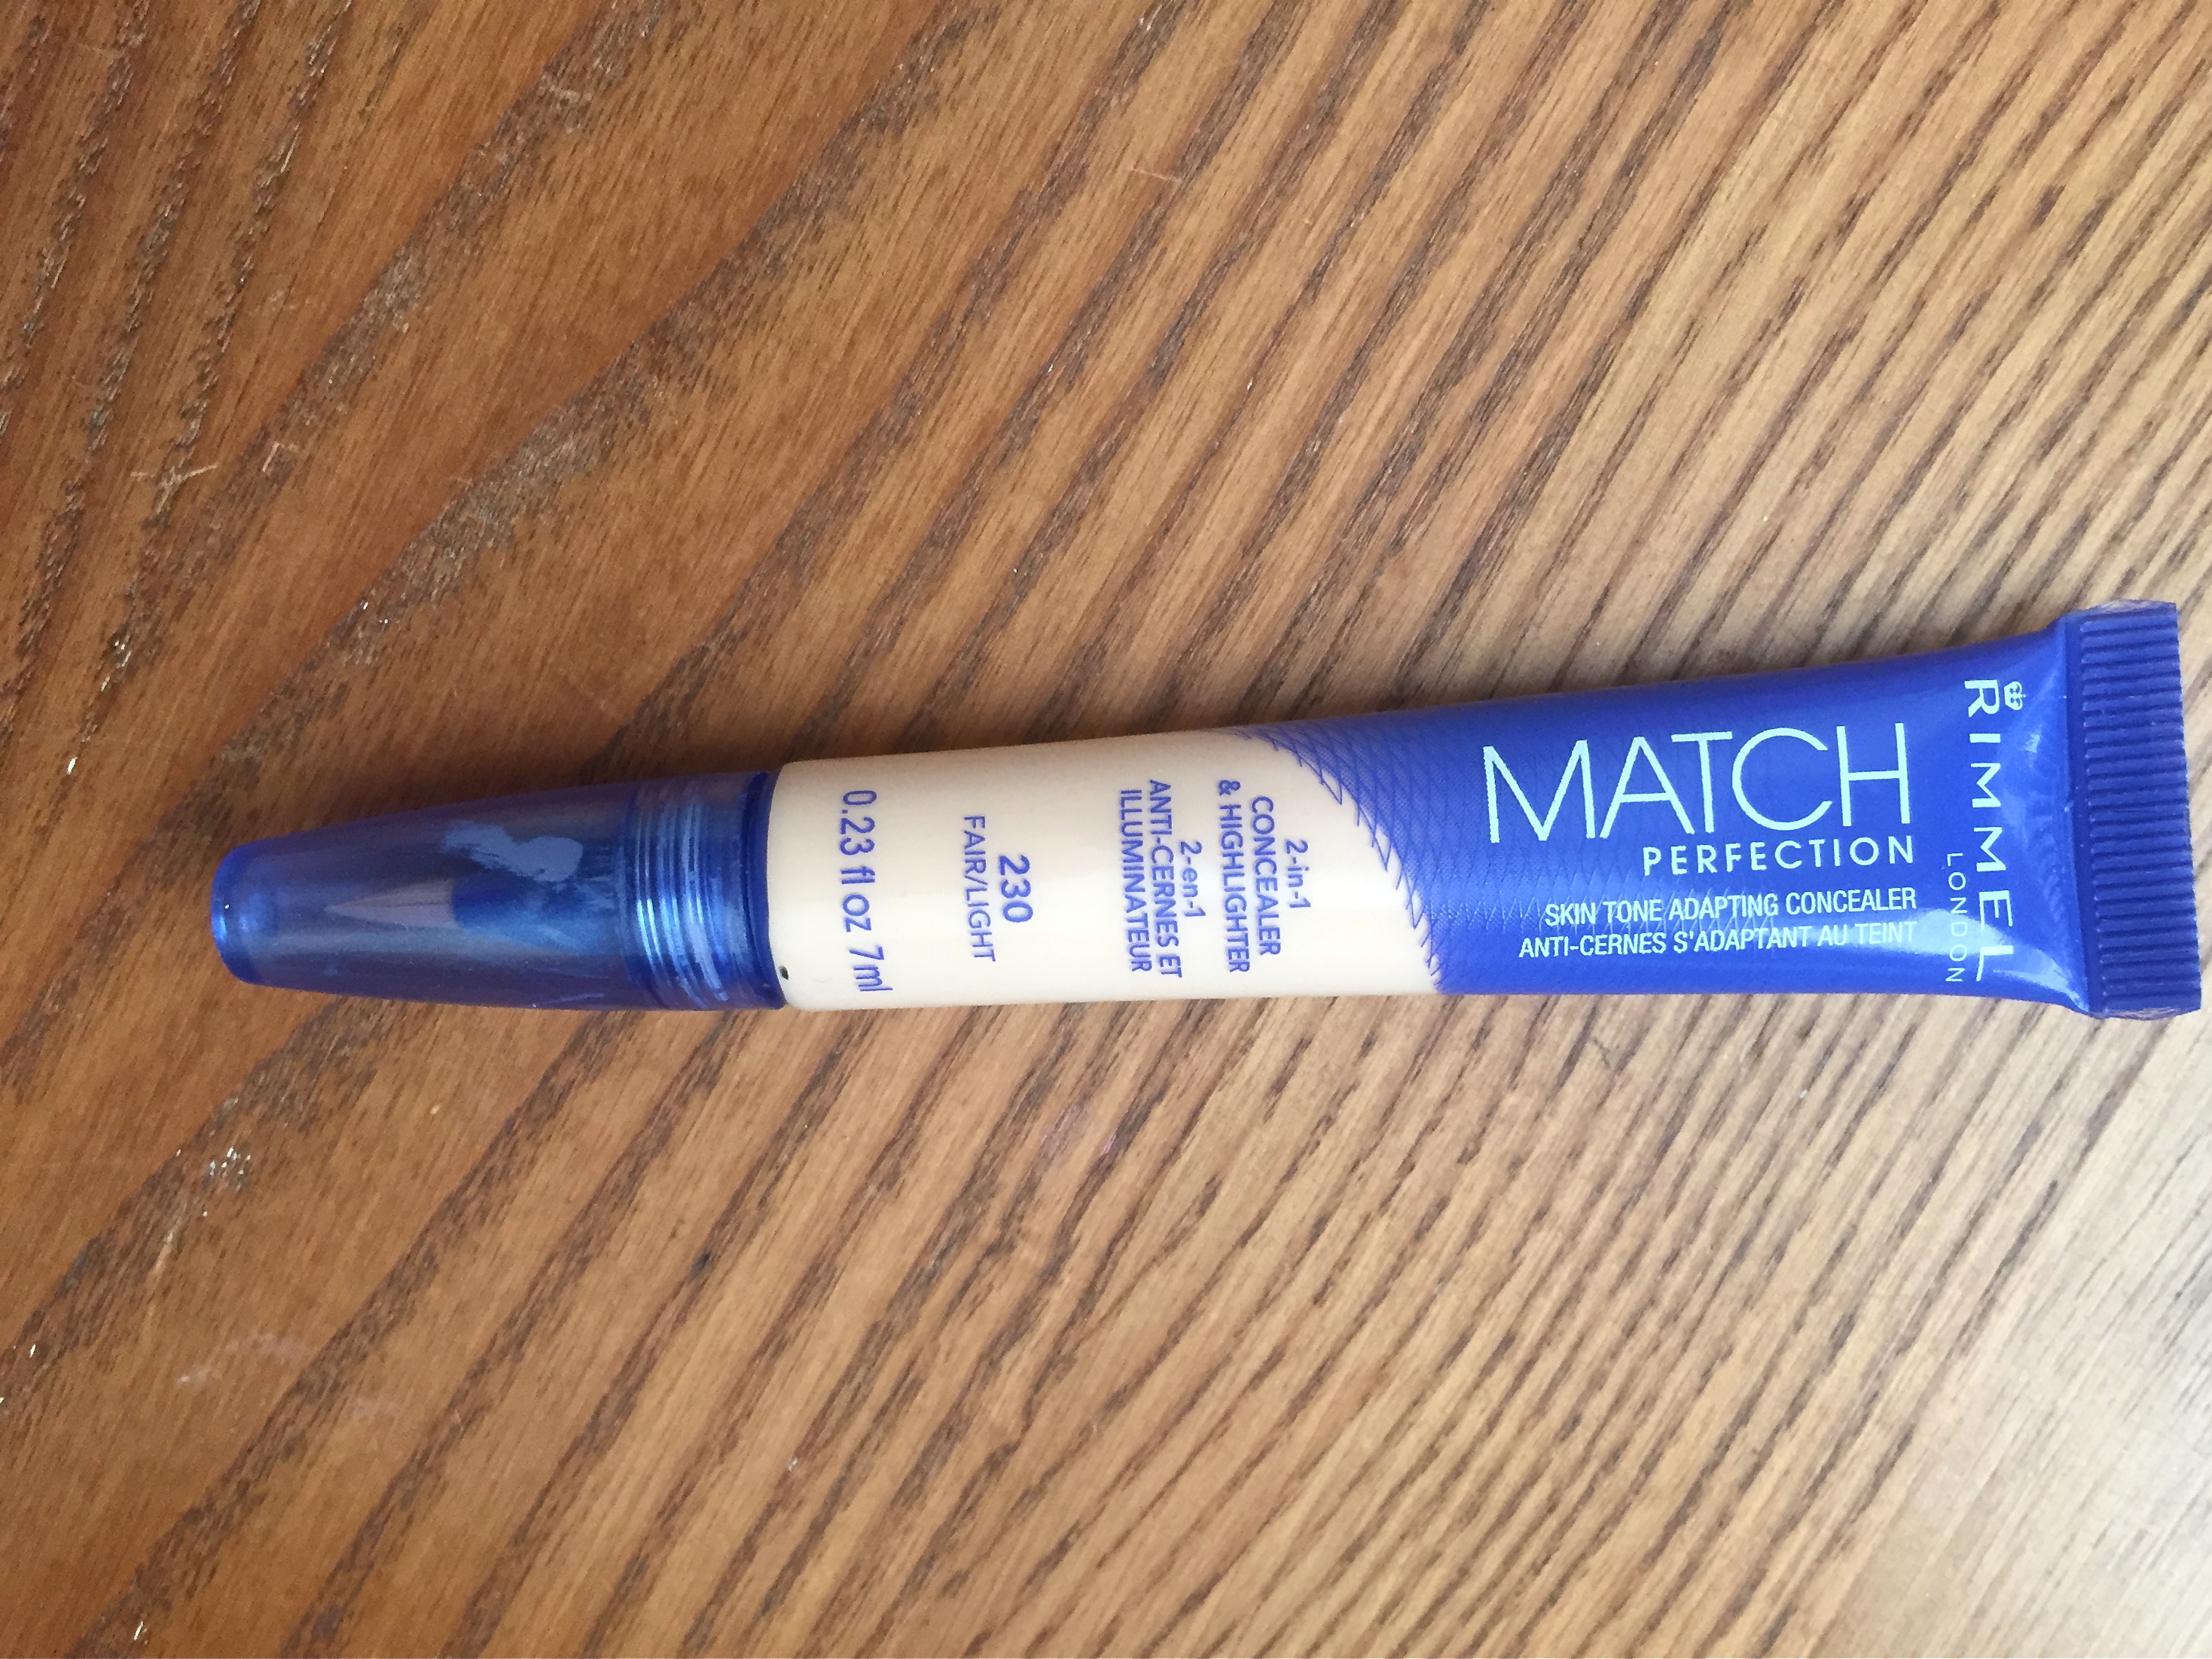 RIMMEL
LONDON
MATCH
PERFECTION
SKIN TONE ADAPTING CONCEALER
ANTI-CERNES S'ADAPTANT AU TEINT
2-in-1
CONCEALER
& HIGHLIGHTER
2-en-1
ANTI-CERNES ET
ILLUMINATEUR
230
FAIR/LIGHT
0.23 fl oz 7ml